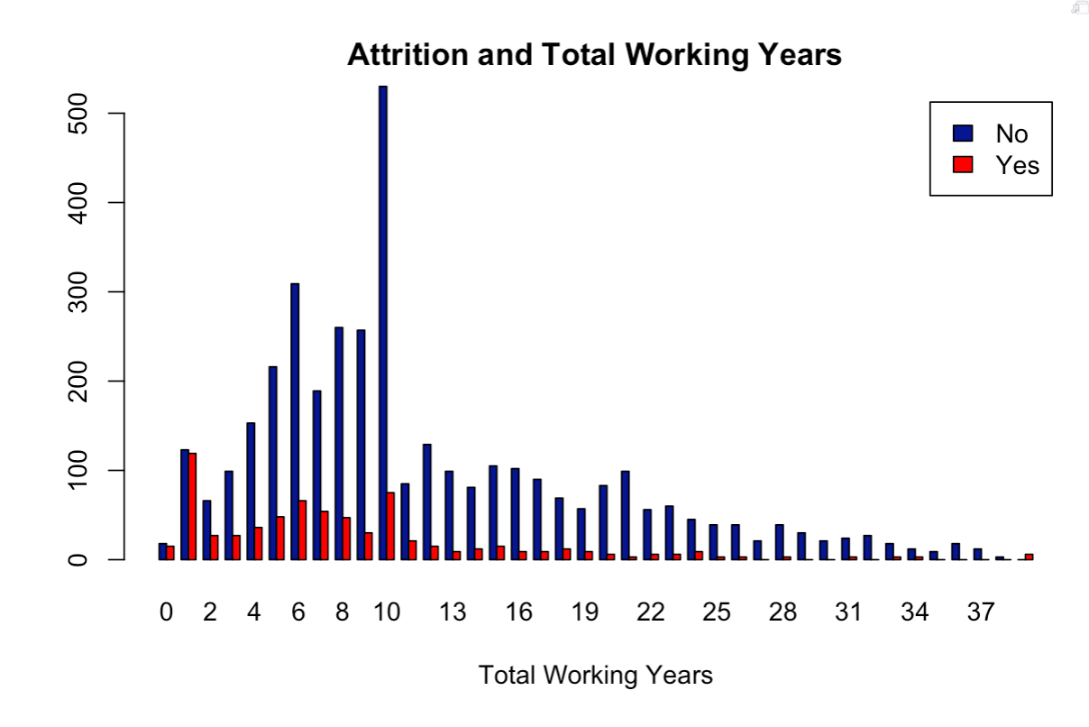 Attrition and Total Working Years
No
Yes
500
400
300
200
100
0
0 2 4 6 8 10 13 16 19 22 25 28 31 34 37
Total Working Years